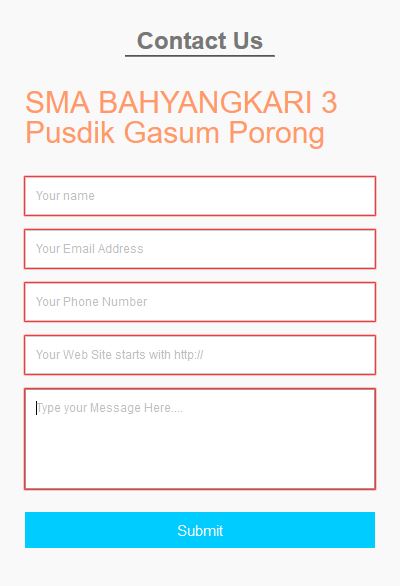 Contact Us
SMA BAHYANGKARI 3
Pusdik Gasum Porong
Your name
Your Email Address
Your Phone Number
Your Web Site starts with http://
Type your Message Here....
Submit